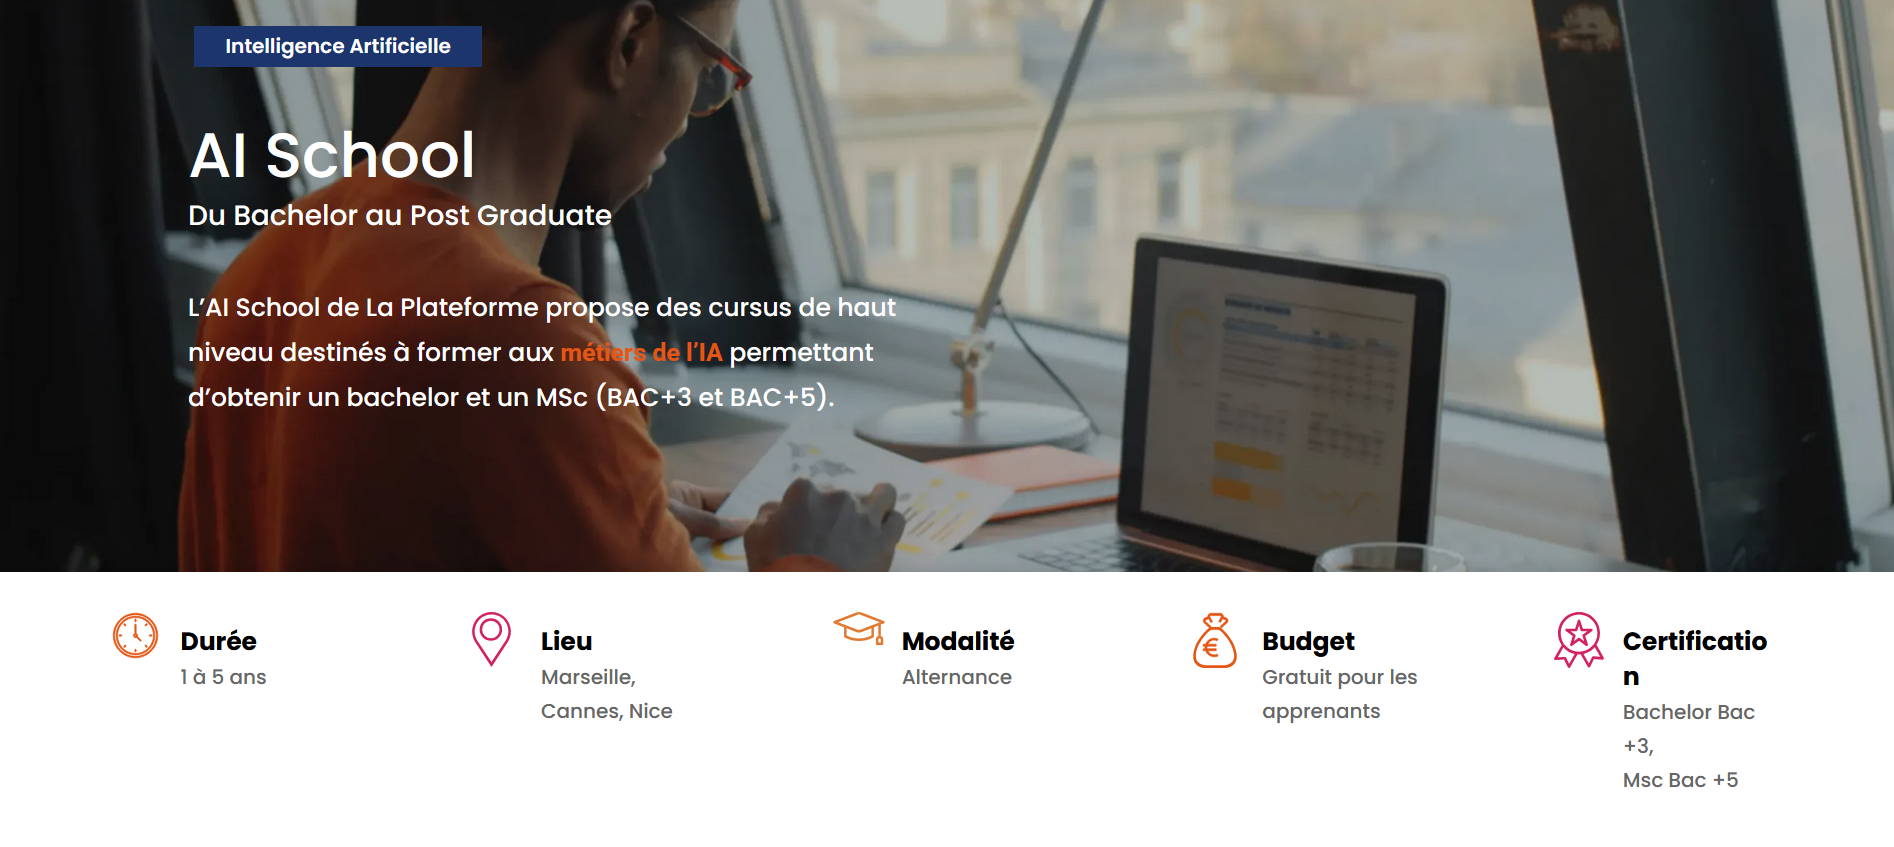 Intelligence Artificielle
AI School
Du Bachelor au Post Graduate
L’AI School de La Plateforme propose des cursus de haut
niveau destinés à former aux métiers de l’IA permettant
d’obtenir un bachelor et un MSc (BAC+3 et BAC+5).
Durée
1 à 5 ans
Lieu
Marseille,
Cannes, Nice
Modalité
Alternance
Budget
Gratuit pour les
apprenants
Certificatio
n
Bachelor Bac
+3,
Msc Bac +5